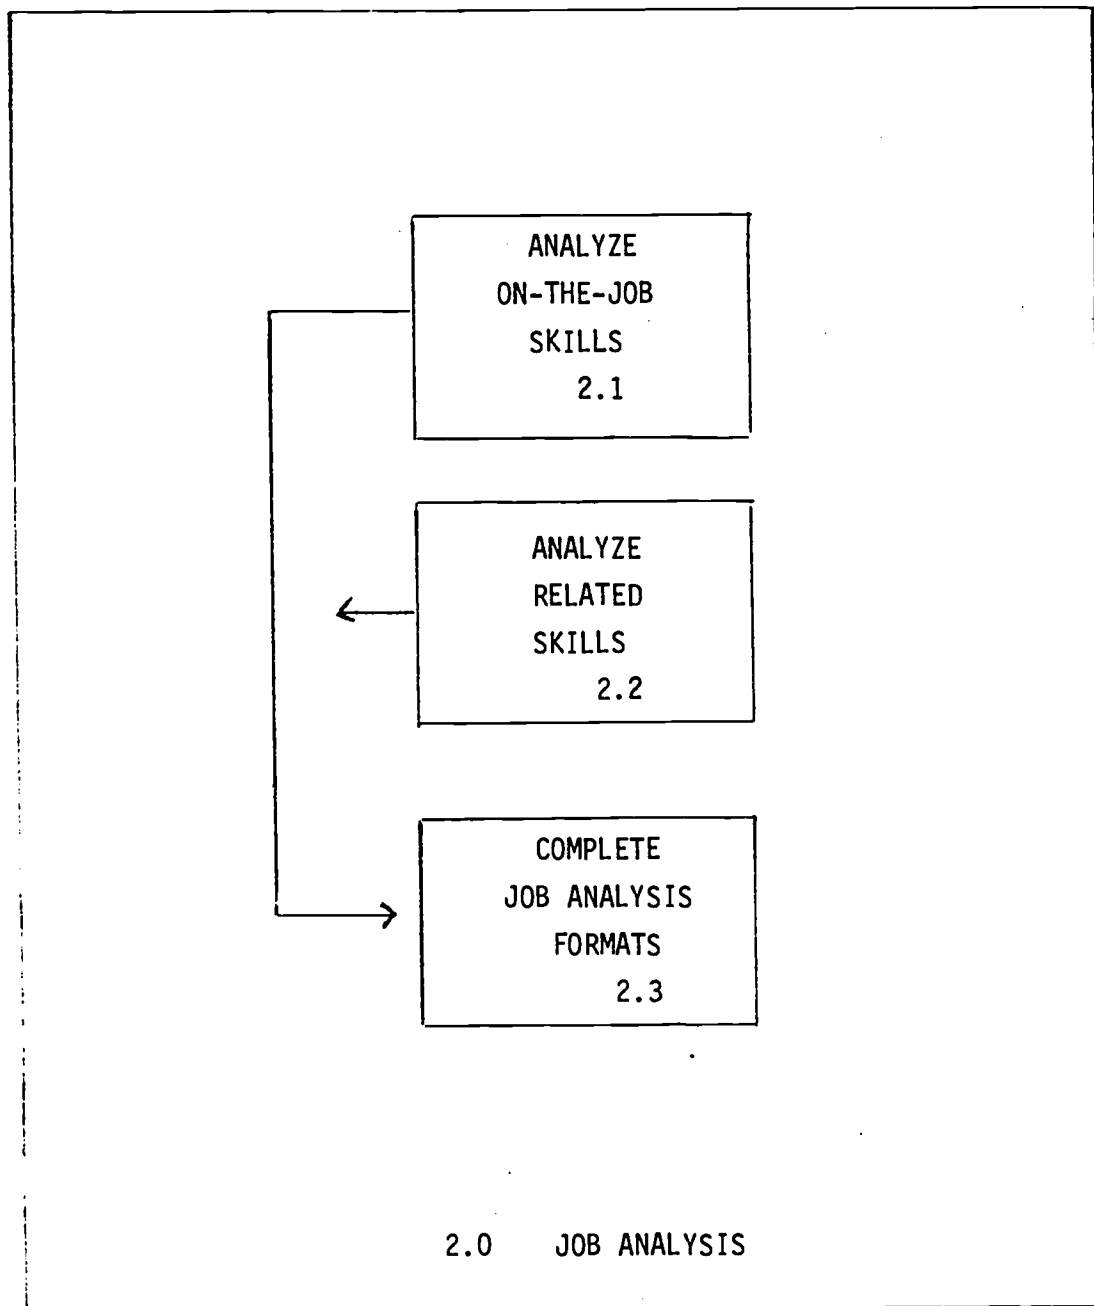 ANALYZE
ON-THE-JOB
SKILLS
2.1
ANALYZE
RELATED
SKILLS
2.2
COMPLETE
JOB ANALYSIS
FORMATS
2.3
2.0 JOB ANALYSIS